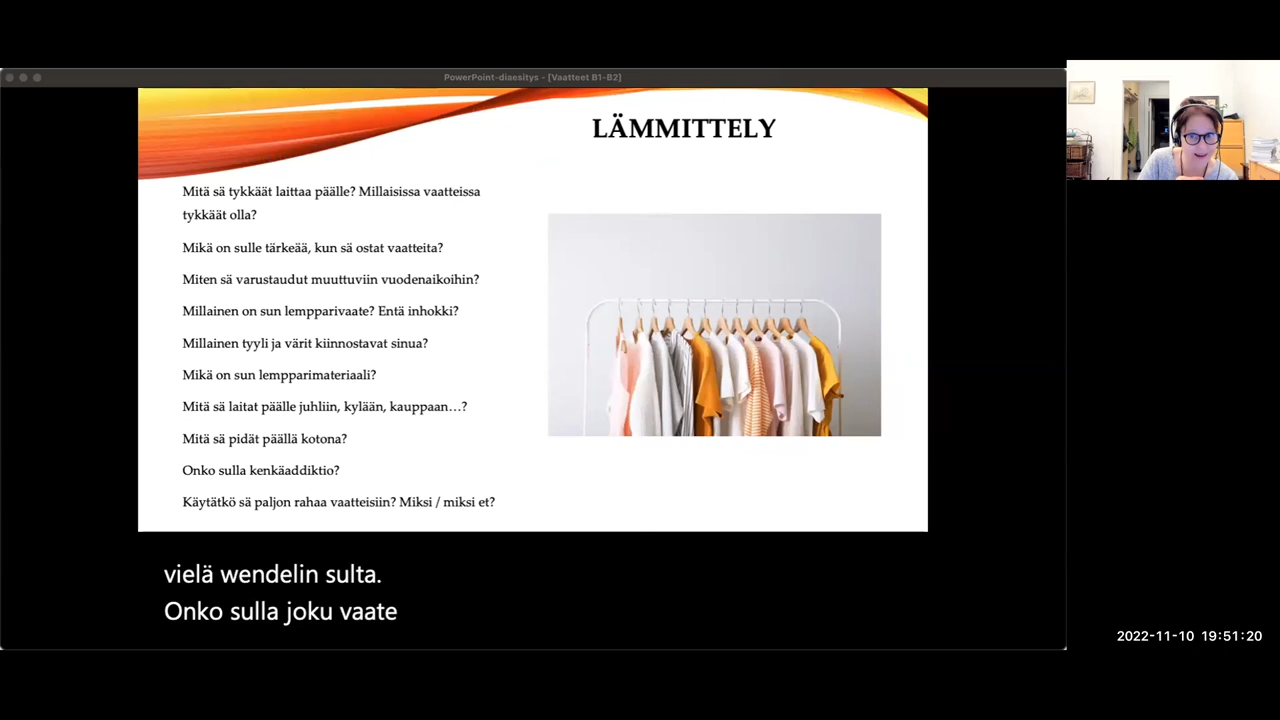 PowerPoint-diaesitys - [Vaatteet B1-B2]
LÄMMITTELY
Mitä sä tykkäät laittaa päälle? Millaisissa vaatteissa
tykkäät olla?
Mikä on sulle tärkeää, kun sä ostat vaatteita?
Miten sä varustaudut muuttuviin vuodenaikoihin?
Millainen on sun lempparivaate? Entä inhokki?
Millainen tyyli ja värit kiinnostavat sinua?
Mikä on sun lempparimateriaali?
Mitä sä laitat päälle juhliin, kylään, kauppaan…?
Mitä sä pidät päällä kotona?
Onko sulla kenkäaddiktio?
Käytätkö sä paljon rahaa vaatteisiin? Miksi / miksi et?
vielä wendelin sulta.
Onko sulla joku vaate
2022-11-10 19:51:20